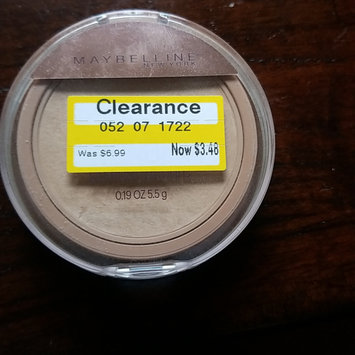 MAYBELLINE
NEW YORK
Clearance
052 07 1722
Was $6.99 Now $3.48
0.19 OZ 5.5 g